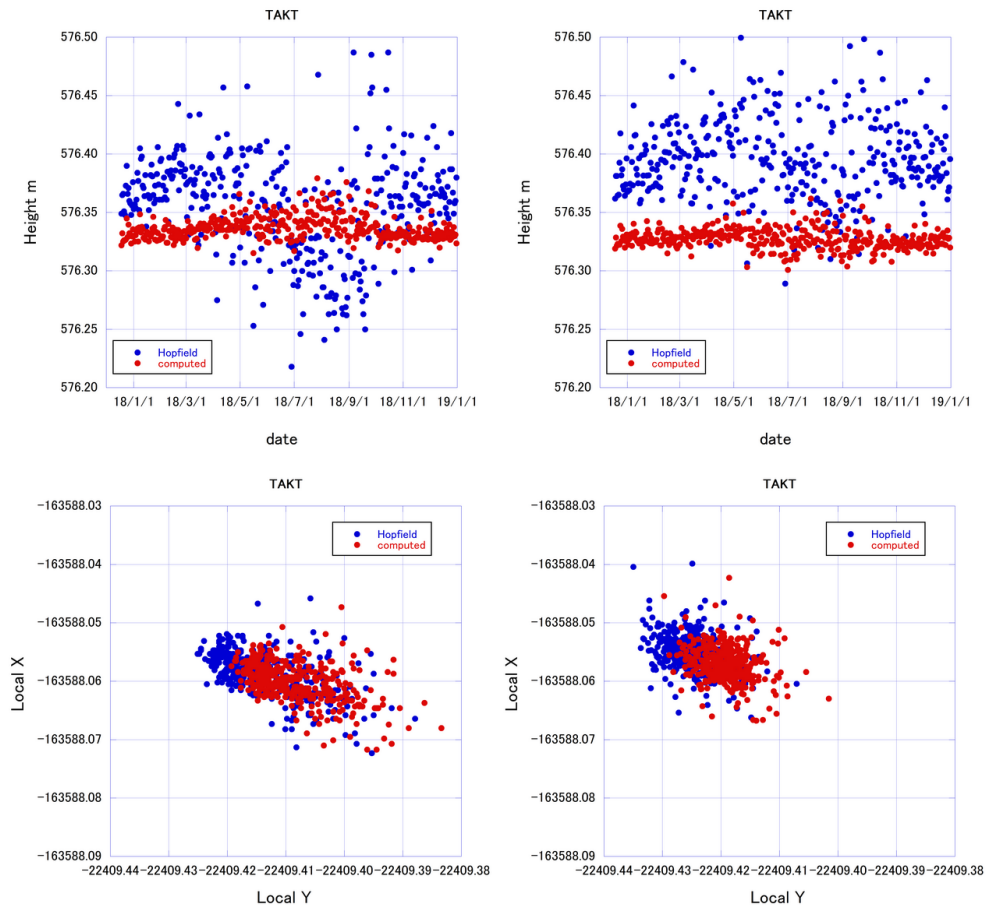 TAKT
576.50
576.45
576.40
576.35
576.30
576.25
576.20
Height m
Hopfield
computed
18/1/1 18/3/1 18/5/1 18/7/1 18/9/1 18/11/1 19/1/1
date
TAKT
576.50
576.45
576.40
576.35
576.30
576.25
576.20
Height m
Hopfield
computed
18/1/1 18/3/1 18/5/1 18/7/1 18/9/1 18/11/1 19/1/1
date
TAKT
-163588.03
-163588.04
-163588.05
-163588.06
-163588.07
-163588.08
-163588.09
Local X
Hopfield
computed
-22409.44 -22409.43 -22409.42 -22409.41 -22409.40 -22409.39 -22409.38
Local Y
TAKT
-163588.03
-163588.04
-163588.05
-163588.06
-163588.07
-163588.08
-163588.09
Local X
Hopfield
computed
-22409.44 -22409.43 -22409.42 -22409.41 -22409.40 -22409.39 -22409.38
Local Y